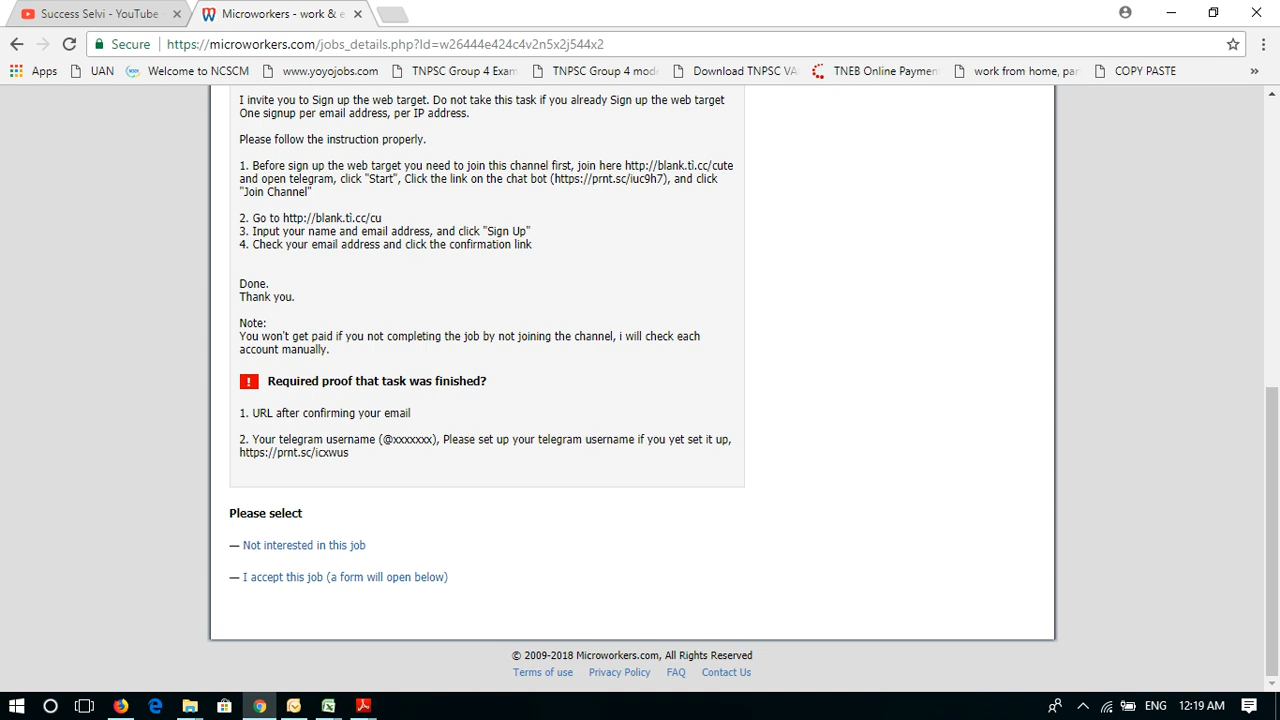 Success Selvi - YouTube
Microworkers - work & e
Secure
https://microworkers.com/jobs_details.php?Id=w26444e424c4v2n5x2j544x2
Apps UAN Welcome to NCSCM www.yoyojobs.com TNPSC Group 4 Exam TNPSC Group 4 mode Download TNPSC VA TNEB Online Payment work from home, par COPY PASTE »
I invite you to Sign up the web target. Do not take this task if you already Sign up the web target
One signup per email address, per IP address.
Please follow the instruction properly.
1. Before sign up the web target you need to join this channel first, join here http://blank.ti.cc/cute
and open telegram, click "Start", Click the link on the chat bot (https://prnt.sc/iuc9h7), and click
"Join Channel"
2. Go to http://blank.ti.cc/cu
3. Input your name and email address, and click "Sign Up"
4. Check your email address and click the confirmation link
Done.
Thank you.
Note:
You won't get paid if you not completing the job by not joining the channel, i will check each
account manually.
! Required proof that task was finished?
1. URL after confirming your email
2. Your telegram username (@xxxxxxx), Please set up your telegram username if you yet set it up,
https://prnt.sc/icxwus
Please select
— Not interested in this job
— I accept this job (a form will open below)
© 2009-2018 Microworkers.com, All Rights Reserved
Terms of use Privacy Policy FAQ Contact Us
ENG 12:19 AM